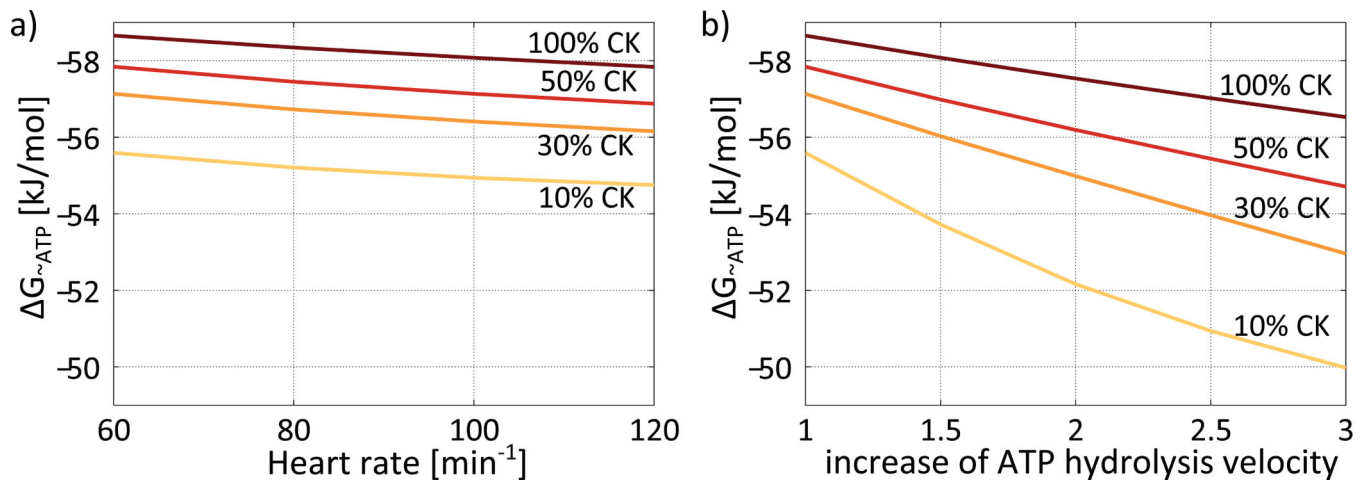 a)
ΔG~ATP [kJ/mol]
–58
–56
–54
–52
–50
100% CK
50% CK
30% CK
10% CK
60
80
100
120
Heart rate [min-1]
b)
ΔG~ATP [kJ/mol]
–58
–56
–54
–52
–50
100% CK
50% CK
30% CK
10% CK
1
1.5
2
2.5
3
increase of ATP hydrolysis velocity